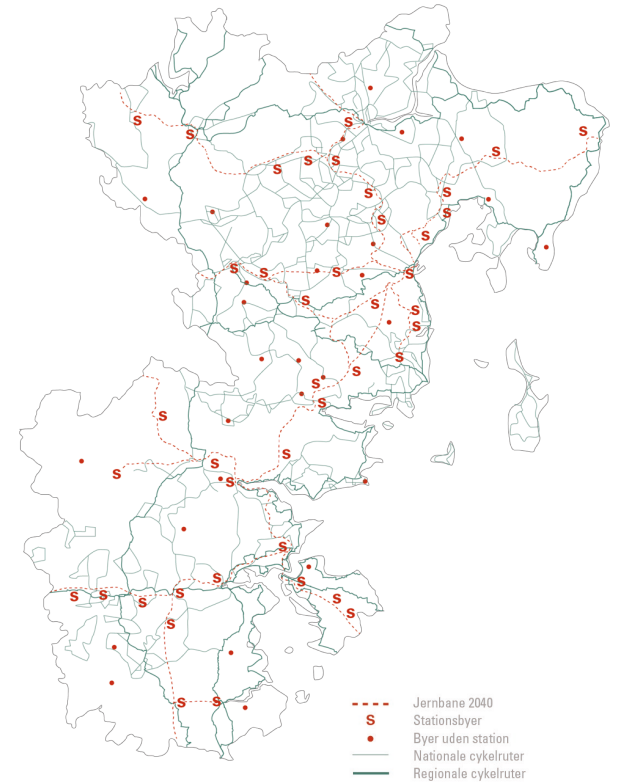 Jernbane 2040
S Stationsbyer
Byer uden station
Nationale cykelruter
Regionale cykelruter